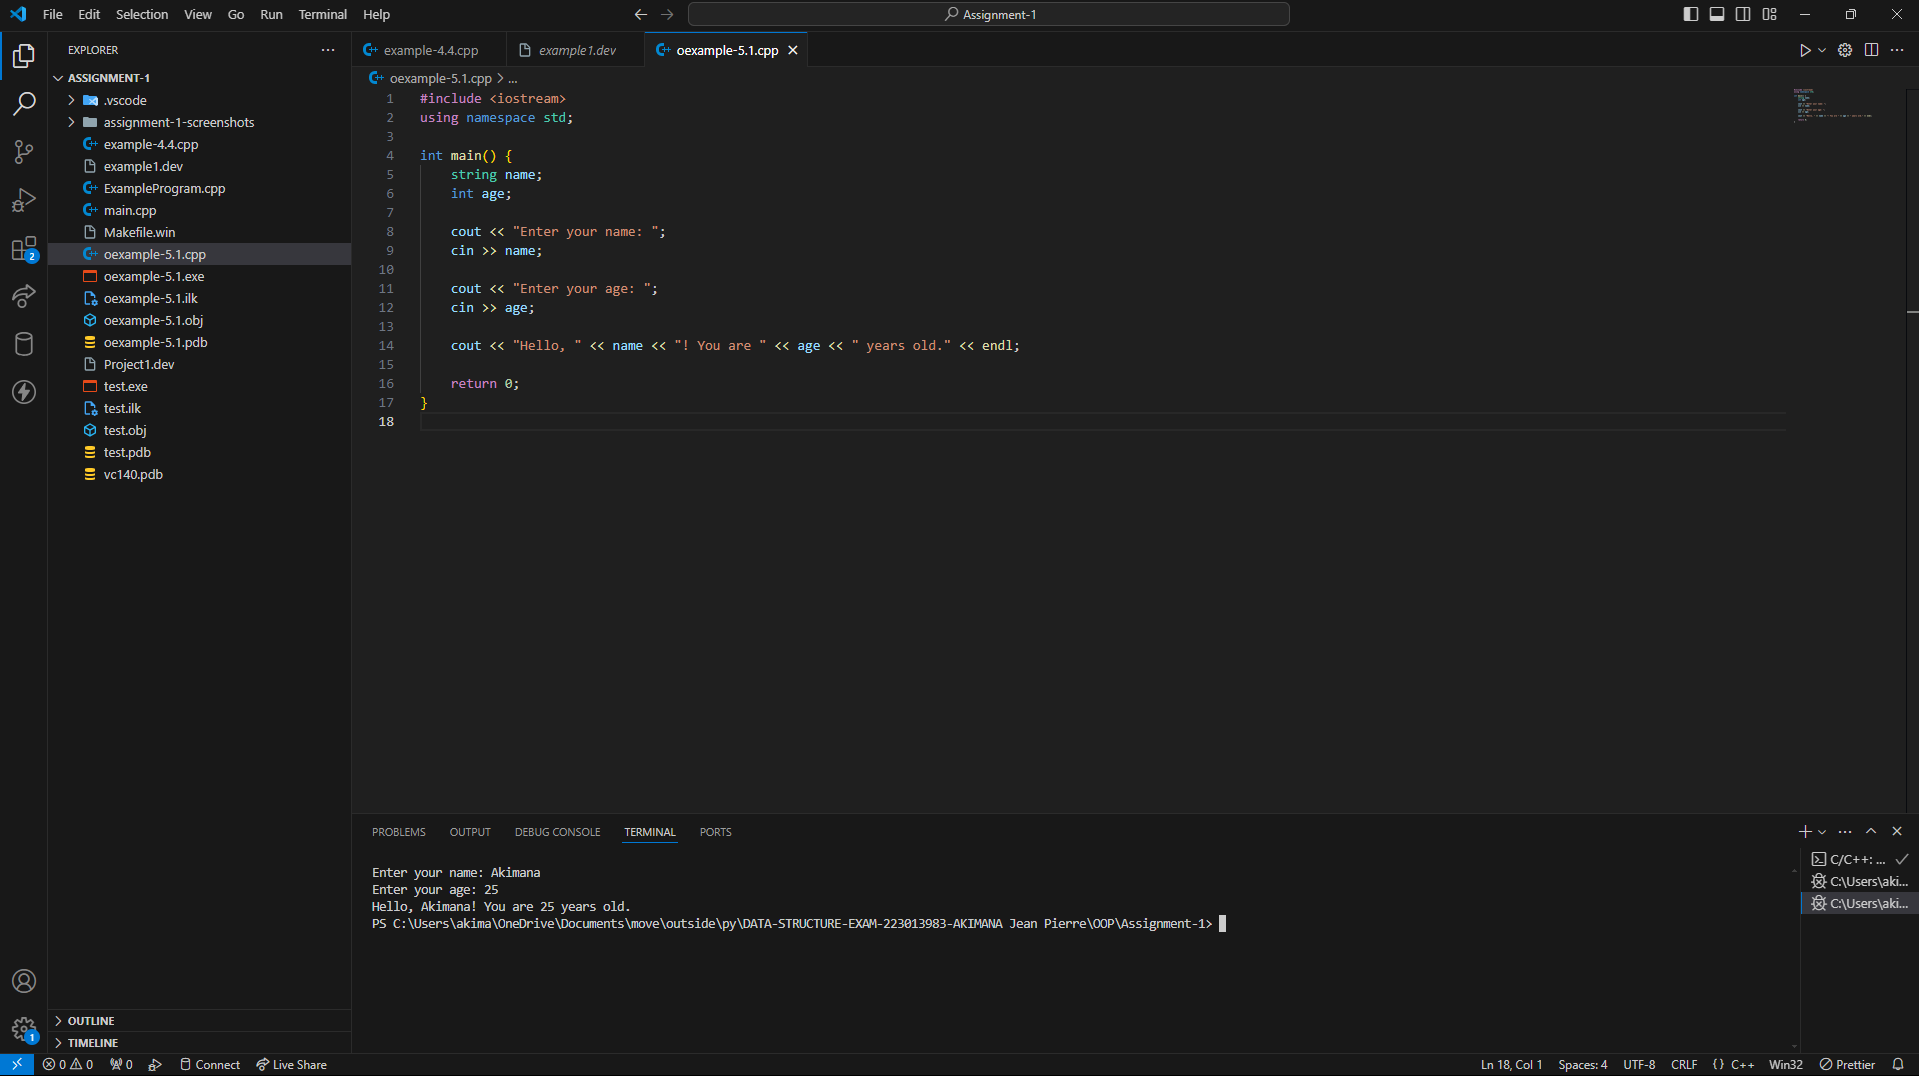 File Edit Selection View Go Run Terminal Help
Assignment-1
EXPLORER
ASSIGNMENT-1
.vscode
assignment-1-screenshots
example-4.4.cpp
example1.dev
ExampleProgram.cpp
main.cpp
Makefile.win
oexample-5.1.cpp
oexample-5.1.exe
oexample-5.1.ilk
oexample-5.1.obj
oexample-5.1.pdb
Project1.dev
test.exe
test.ilk
test.obj
test.pdb
vc140.pdb
OUTLINE
TIMELINE
2
1
example-4.4.cpp example1.dev oexample-5.1.cpp
oexample-5.1.cpp > ...
1 #include <iostream>
2 using namespace std;
3
4 int main() {
5 string name;
6 int age;
7
8 cout << "Enter your name: ";
9 cin >> name;
10
11 cout << "Enter your age: ";
12 cin >> age;
13
14 cout << "Hello, " << name << "! You are " << age << " years old." << endl;
15
16 return 0;
17 }
18
PROBLEMS OUTPUT DEBUG CONSOLE TERMINAL PORTS
Enter your name: Akimana
Enter your age: 25
Hello, Akimana! You are 25 years old.
PS C:\Users\akima\OneDrive\Documents\move\outside\py\DATA-STRUCTURE-EXAM-223013983-AKIMANA Jean Pierre\OOP\Assignment-1>
C/C++: ...
C:\Users\aki...
C:\Users\aki...
0 0 0 Connect Live Share
Ln 18, Col 1 Spaces: 4 UTF-8 CRLF {} C++ Win32 Prettier